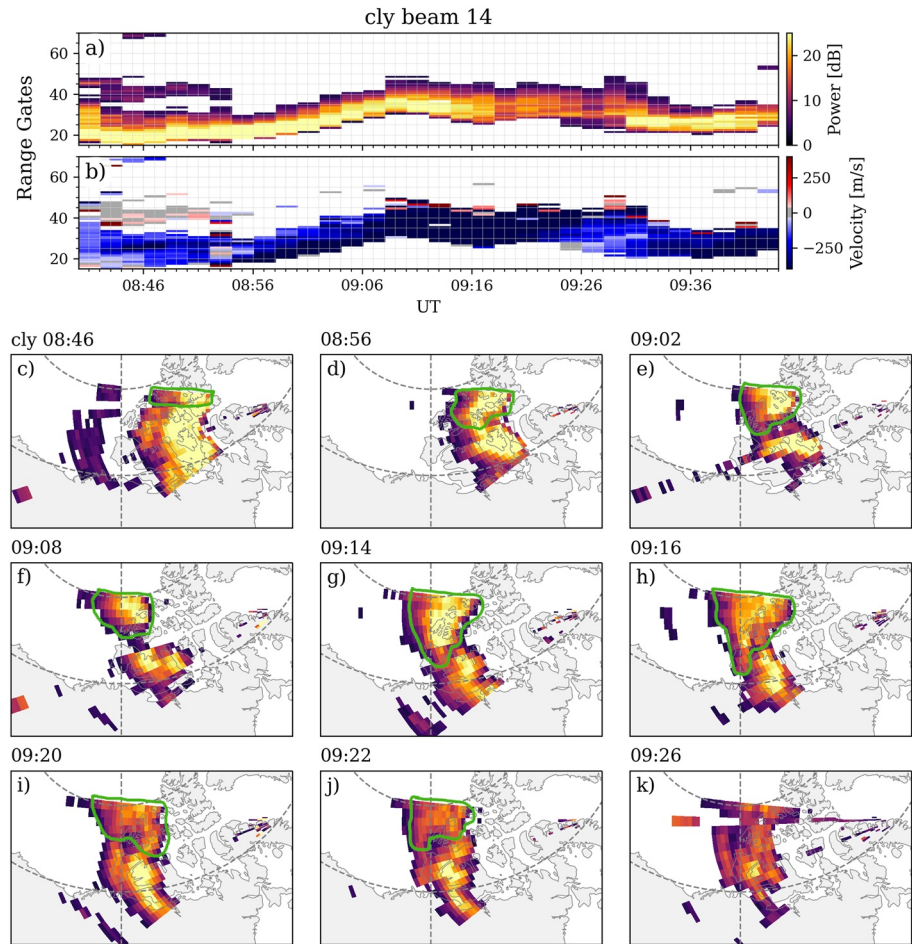 cly beam 14
a)
60
40
20
Range Gates
20
10
0
Power [dB]
b)
60
40
20
250
0
−250
Velocity [m/s]
08:46 08:56 09:06 09:16 09:26 09:36
UT
cly 08:46 08:56 09:02
c) d) e)
09:08 09:14 09:16
f) g) h)
09:20 09:22 09:26
i) j) k)